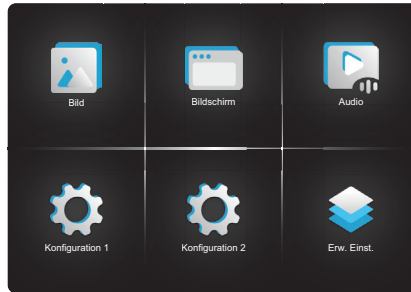 Bild
Bildschirm
Audio
Konfiguration 1
Konfiguration 2
Erw. Einst.